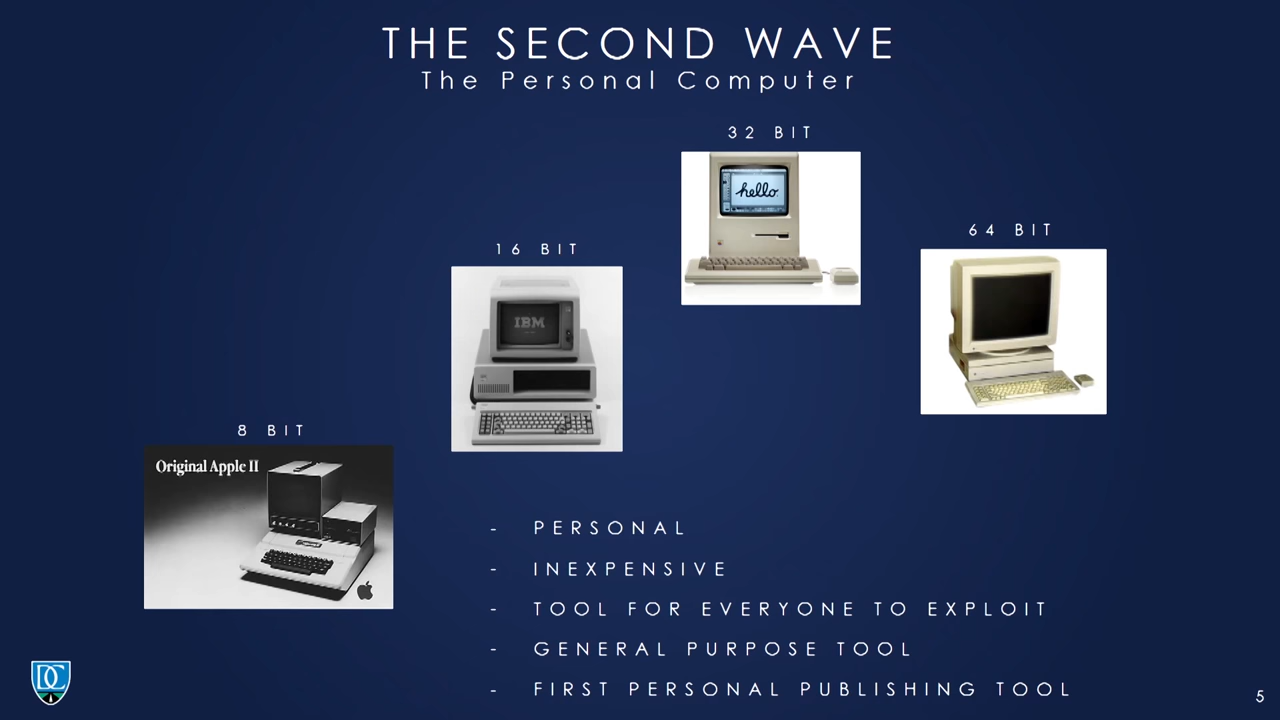 THE SECOND WAVE
The Personal Computer
32 BIT
hello.
64 BIT
16 BIT
IBM
8 BIT
Original Apple II
- PERSONAL
- INEXPENSIVE
- TOOL FOR EVERYONE TO EXPLOIT
- GENERAL PURPOSE TOOL
- FIRST PERSONAL PUBLISHING TOOL
DC
5